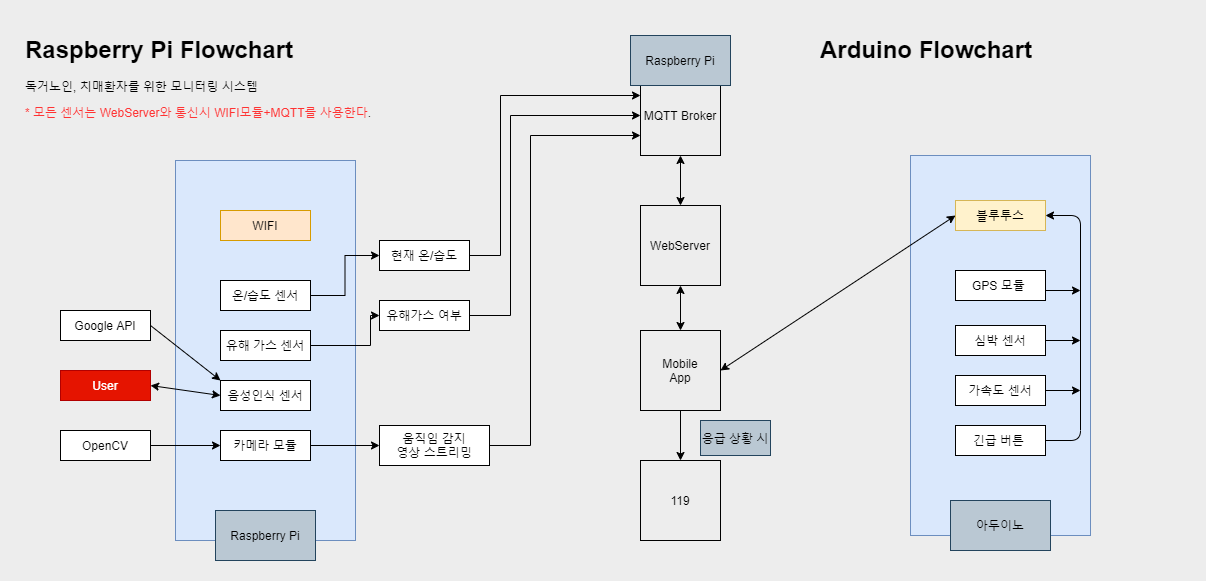 Raspberry Pi Flowchart
독거노인, 치매환자를 위한 모니터링 시스템
* 모든 센서는 WebServer와 통신시 WIFI모듈+MQTT를 사용한다.
Arduino Flowchart
Raspberry Pi
MQTT Broker
WebServer
Mobile
App
응급 상황 시
119
WIFI
온/습도 센서
유해 가스 센서
음성인식 센서
카메라 모듈
Raspberry Pi
Google API
User
OpenCV
현재 온/습도
유해가스 여부
움직임 감지
영상 스트리밍
블루투스
GPS 모듈
심박 센서
가속도 센서
긴급 버튼
아두이노